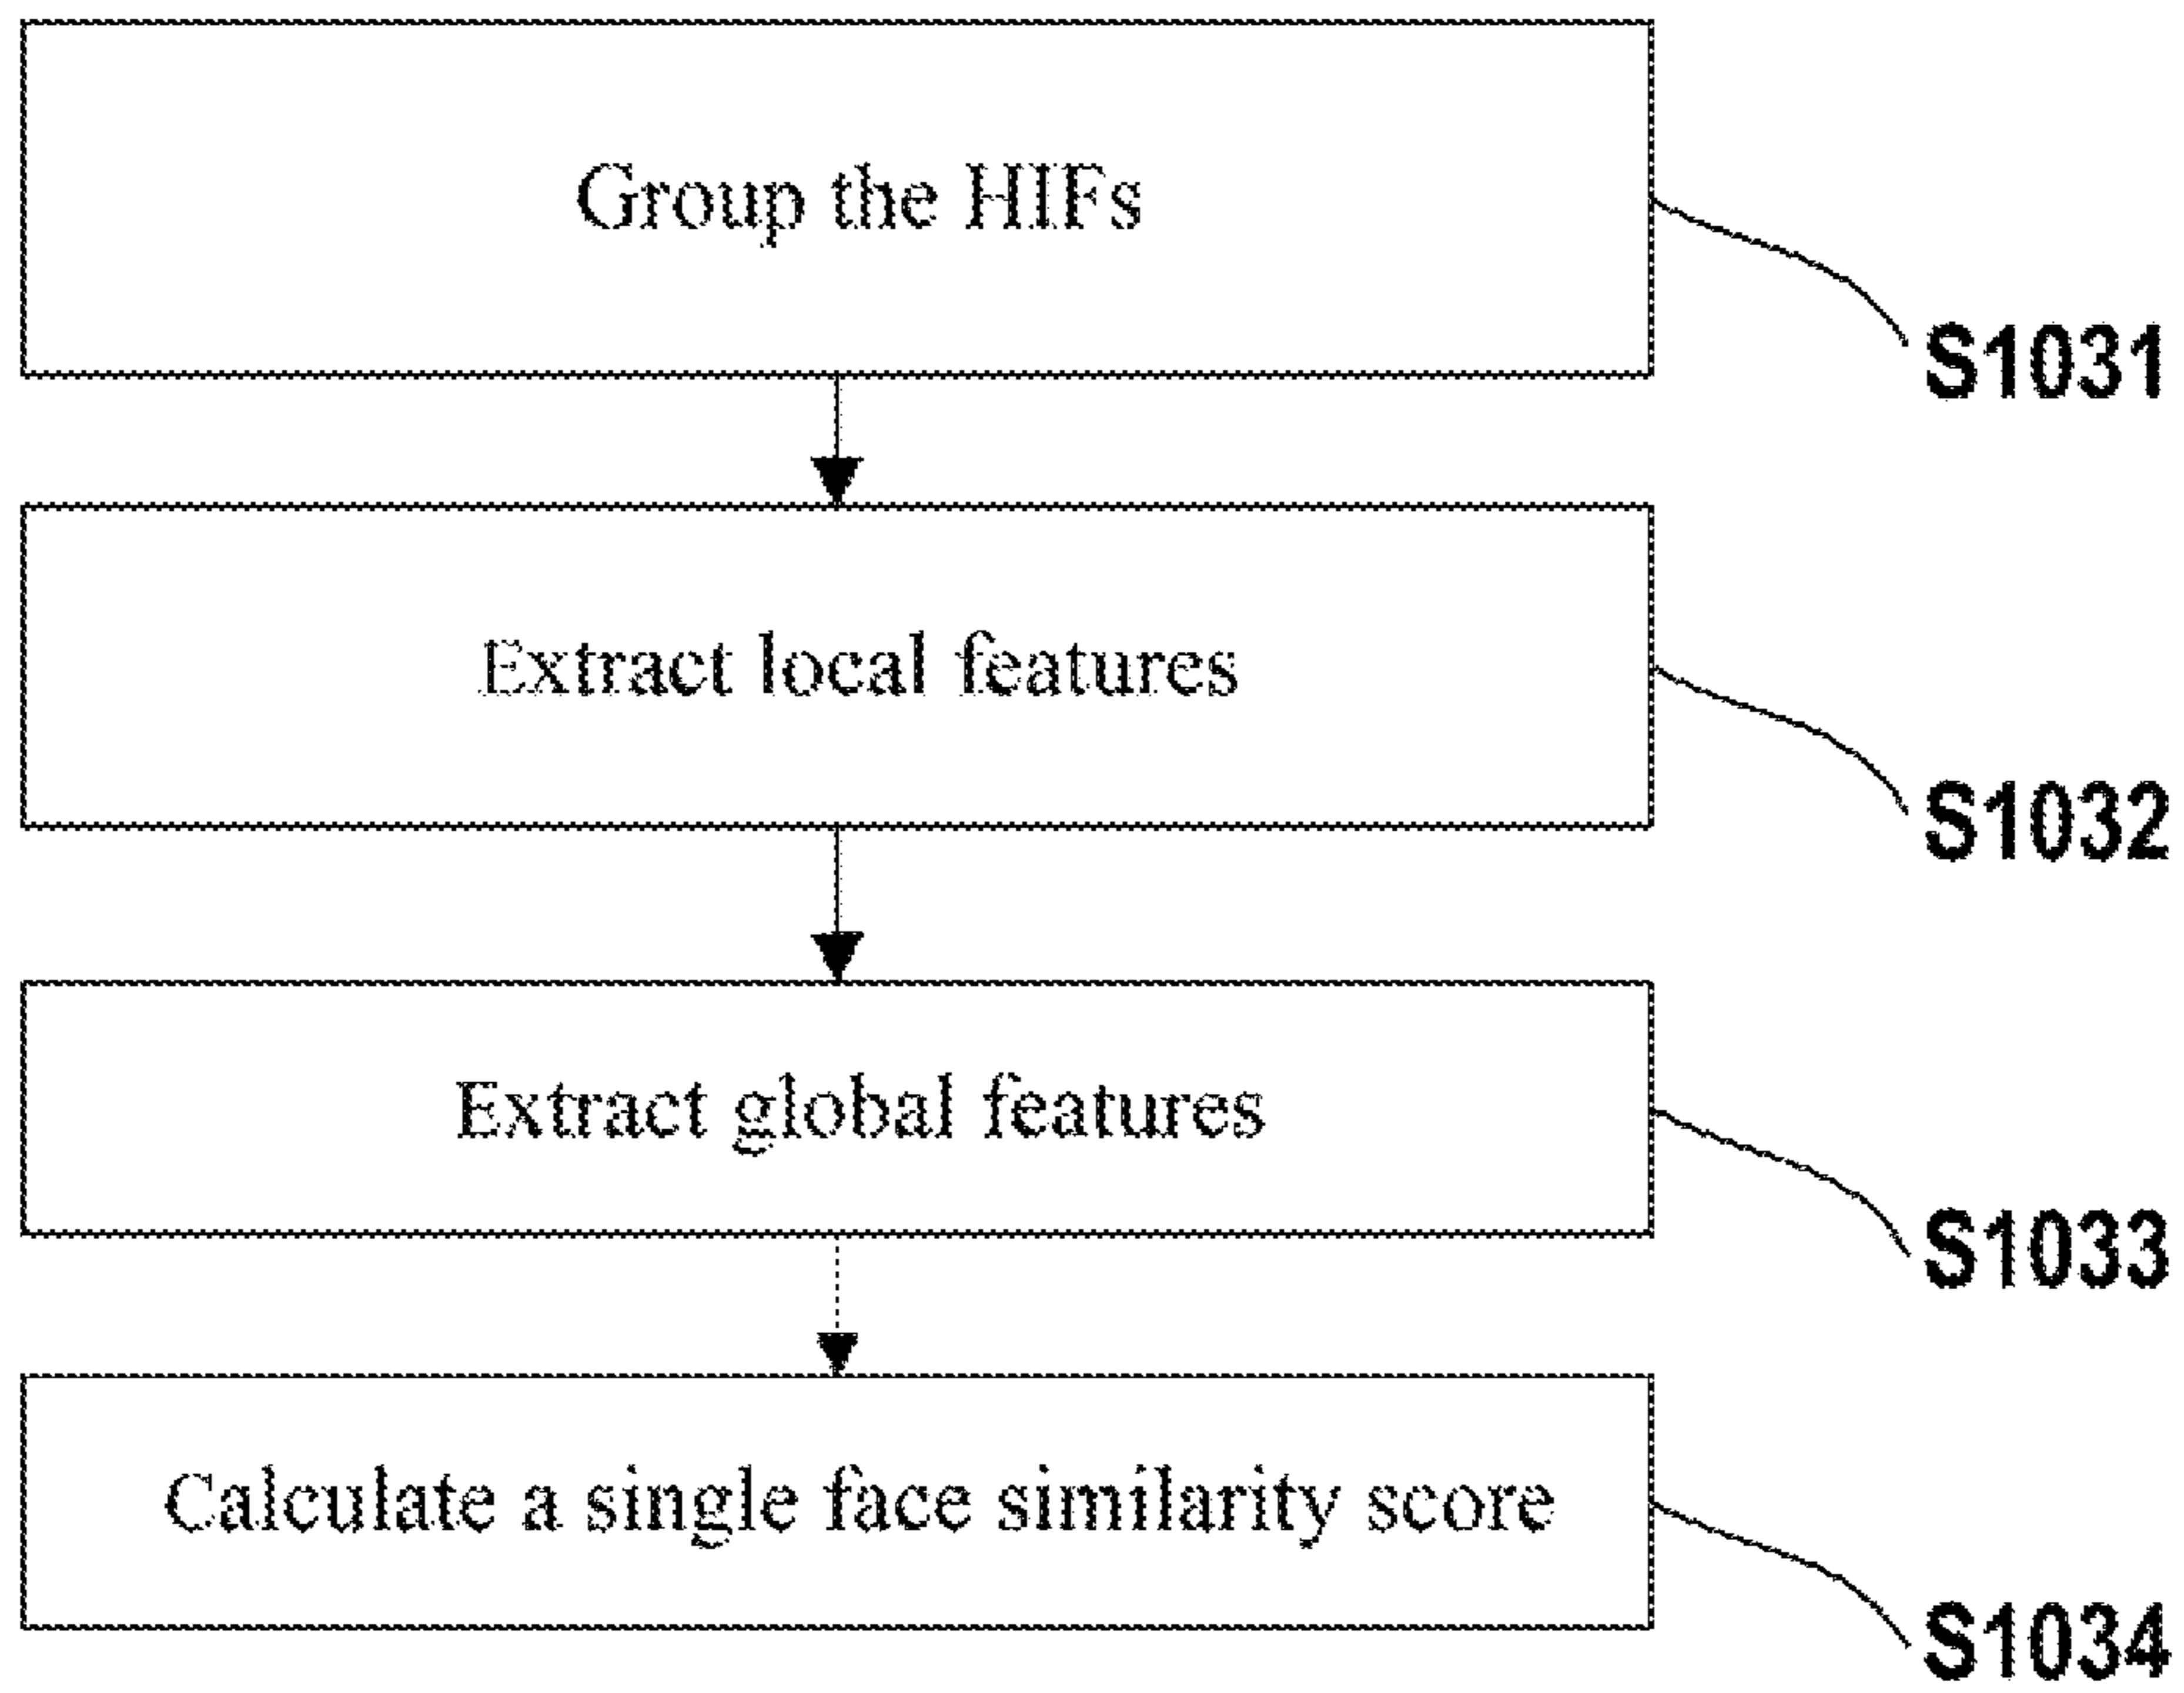 Group the HIFs
S1031
Extract local features
S1032
Extract global features
S1033
Calculate a single face similarity score
S1034